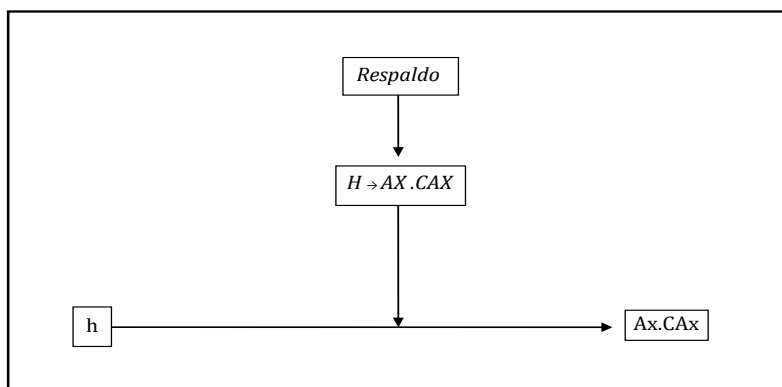 Respaldo
H → AX .CAX
h
Ax.CAx